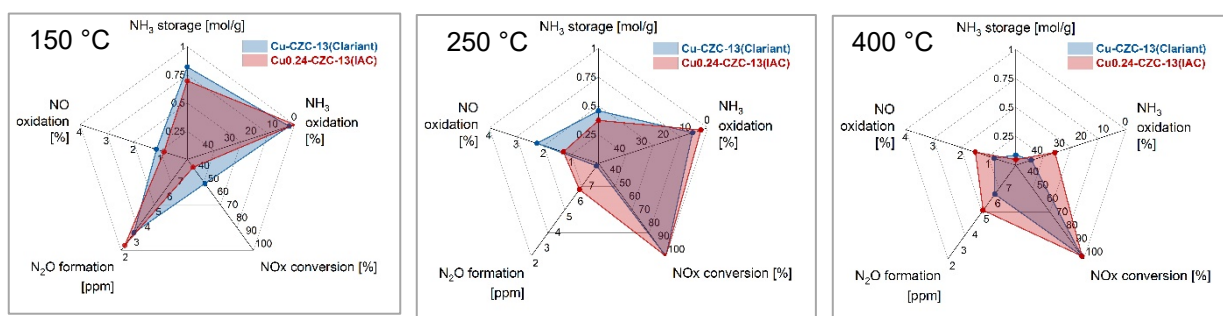 150 °C
NH3 storage [mol/g]
Cu-CZC-13(Clariant)
Cu0.24-CZC-13(IAC)
1
0.75
0.5
0.25
NO
oxidation
[%]
4
3
2
1
NH3
oxidation
[%]
0
10
20
30
40
N2O formation
[ppm]
2
3
4
5
6
7
NOx conversion [%]
40
50
60
70
80
90
100
250 °C
NH3 storage [mol/g]
Cu-CZC-13(Clariant)
Cu0.24-CZC-13(IAC)
1
0.75
0.5
0.25
NO
oxidation
[%]
4
3
2
1
NH3
oxidation
[%]
0
10
20
30
40
N2O formation
[ppm]
2
3
4
6
7
NOx conversion [%]
40
50
60
70
80
90
100
400 °C
NH3 storage [mol/g]
Cu-CZC-13(Clariant)
Cu0.24-CZC-13(IAC)
1
0.75
0.5
0.25
NO
oxidation
[%]
4
3
2
1
NH3
oxidation
[%]
0
10
20
30
40
N2O formation
[ppm]
2
3
4
5
6
7
NOx conversion [%]
40
50
60
70
80
90
100